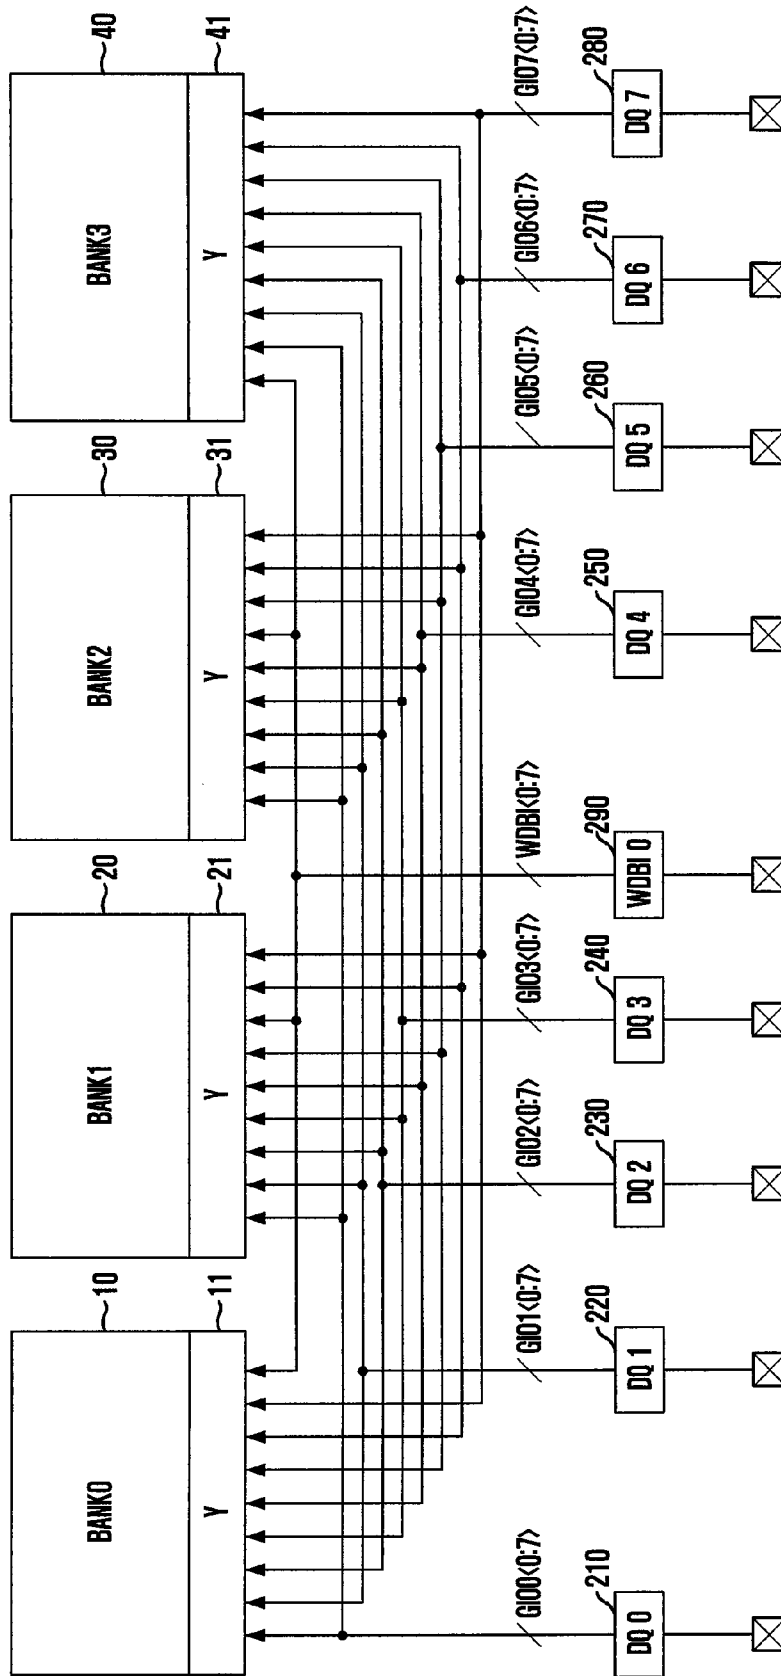 BANK0
10
BANK1
20
BANK2
30
BANK3
40
Y
11
Y
21
Y
31
Y
41
GIO0<0:7>
GIO1<0:7>
GIO2<0:7>
GIO3<0:7>
WDBI<0:7>
GIO4<0:7>
GIO5<0:7>
GIO6<0:7>
GIO7<0:7>
210
220
230
240
290
250
260
270
280
DQ 0
DQ 1
DQ 2
DQ 3
WDBI 0
DQ 4
DQ 5
DQ 6
DQ 7